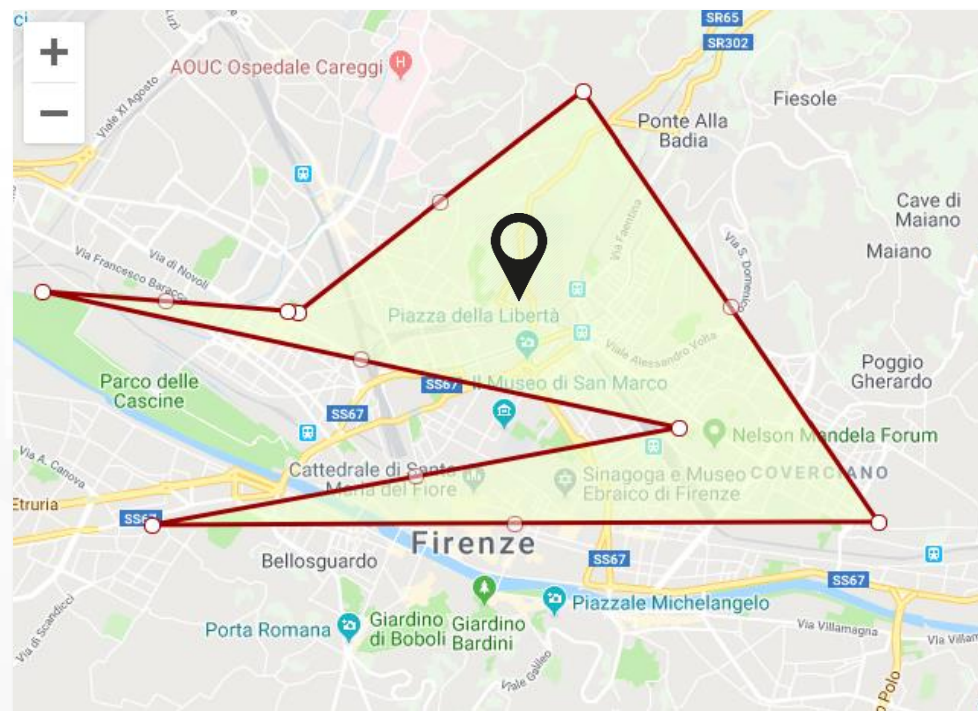 ci
+
−
SR65
SR302
Viale XI Agosto
AOUC Ospedale Careggi
H
Fiesole
Ponte Alla
Badia
Cave di
Maiano
Maiano
Via Faentina
Via S. Domenico
Via di Novoli
Via Francesco Baracca
Piazza della Libertà
Viale Alessandro Volta
Poggio
Gherardo
Parco delle
Cascine
SS67
Il Museo di San Marco
SS67
Nelson Mandela Forum
Via A. Canova
Cattedrale di Santa
Maria del Fiore
Sinagoga e Museo
Ebraico di Firenze
COVERCIANO
Etruria
SS67
Firenze
Bellosguardo
SS67
SS67
Piazzale Michelangelo
Giardino
di Boboli
Giardino
Bardini
Porta Romana
Via di Scandicci
Viale Galileo
Via Villamagna
Via Villam
o Polo